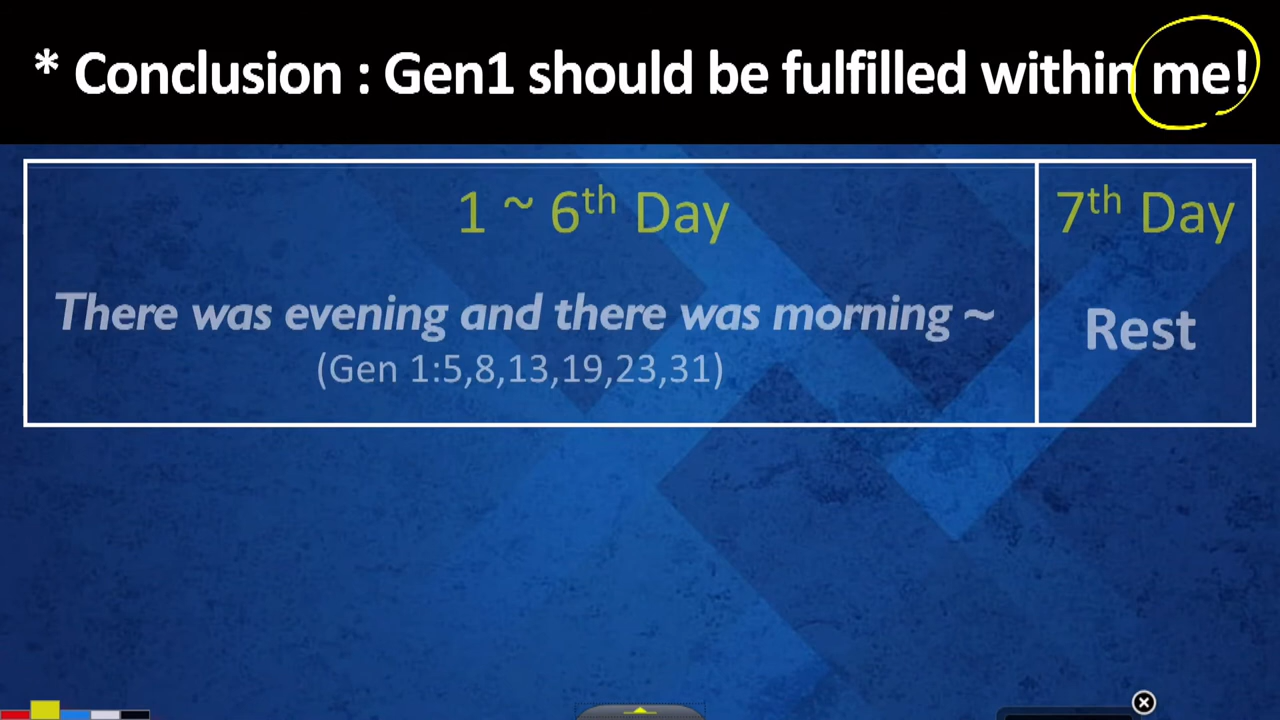 * Conclusion : Gen1 should be fulfilled within me!
1 ~ 6th Day
7th Day
There was evening and there was morning ~
(Gen 1:5,8,13,19,23,31)
Rest